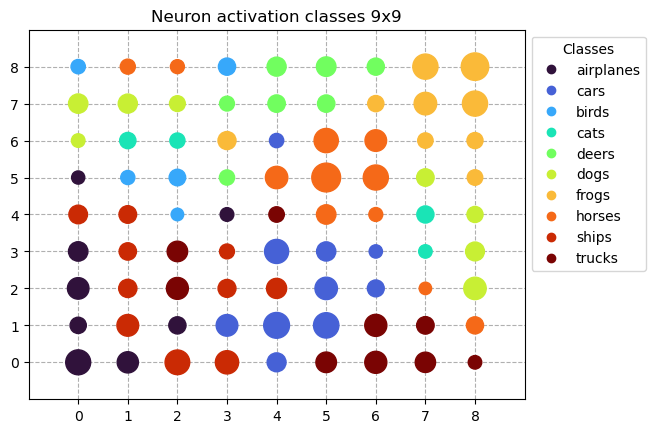 Neuron activation classes 9x9
8
7
6
5
4
3
2
1
0
0 1 2 3 4 5 6 7 8
Classes
airplanes
cars
birds
cats
deers
dogs
frogs
horses
ships
trucks